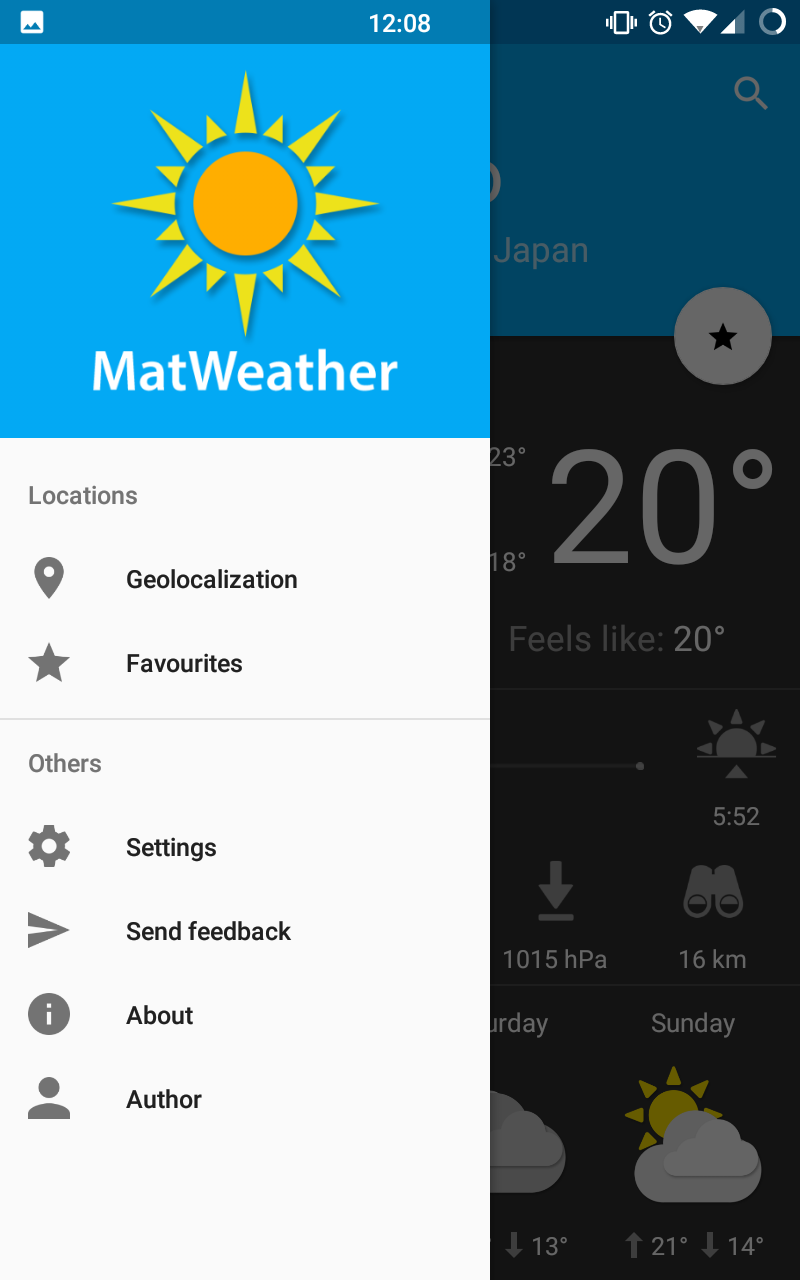 12:08
MatWeather
Locations
Geolocalization
Favourites
Others
Settings
Send feedback
About
Author
Japan
23°
20°
18°
Feels like: 20°
5:52
1015 hPa
16 km
Sunday
13°
21°
14°